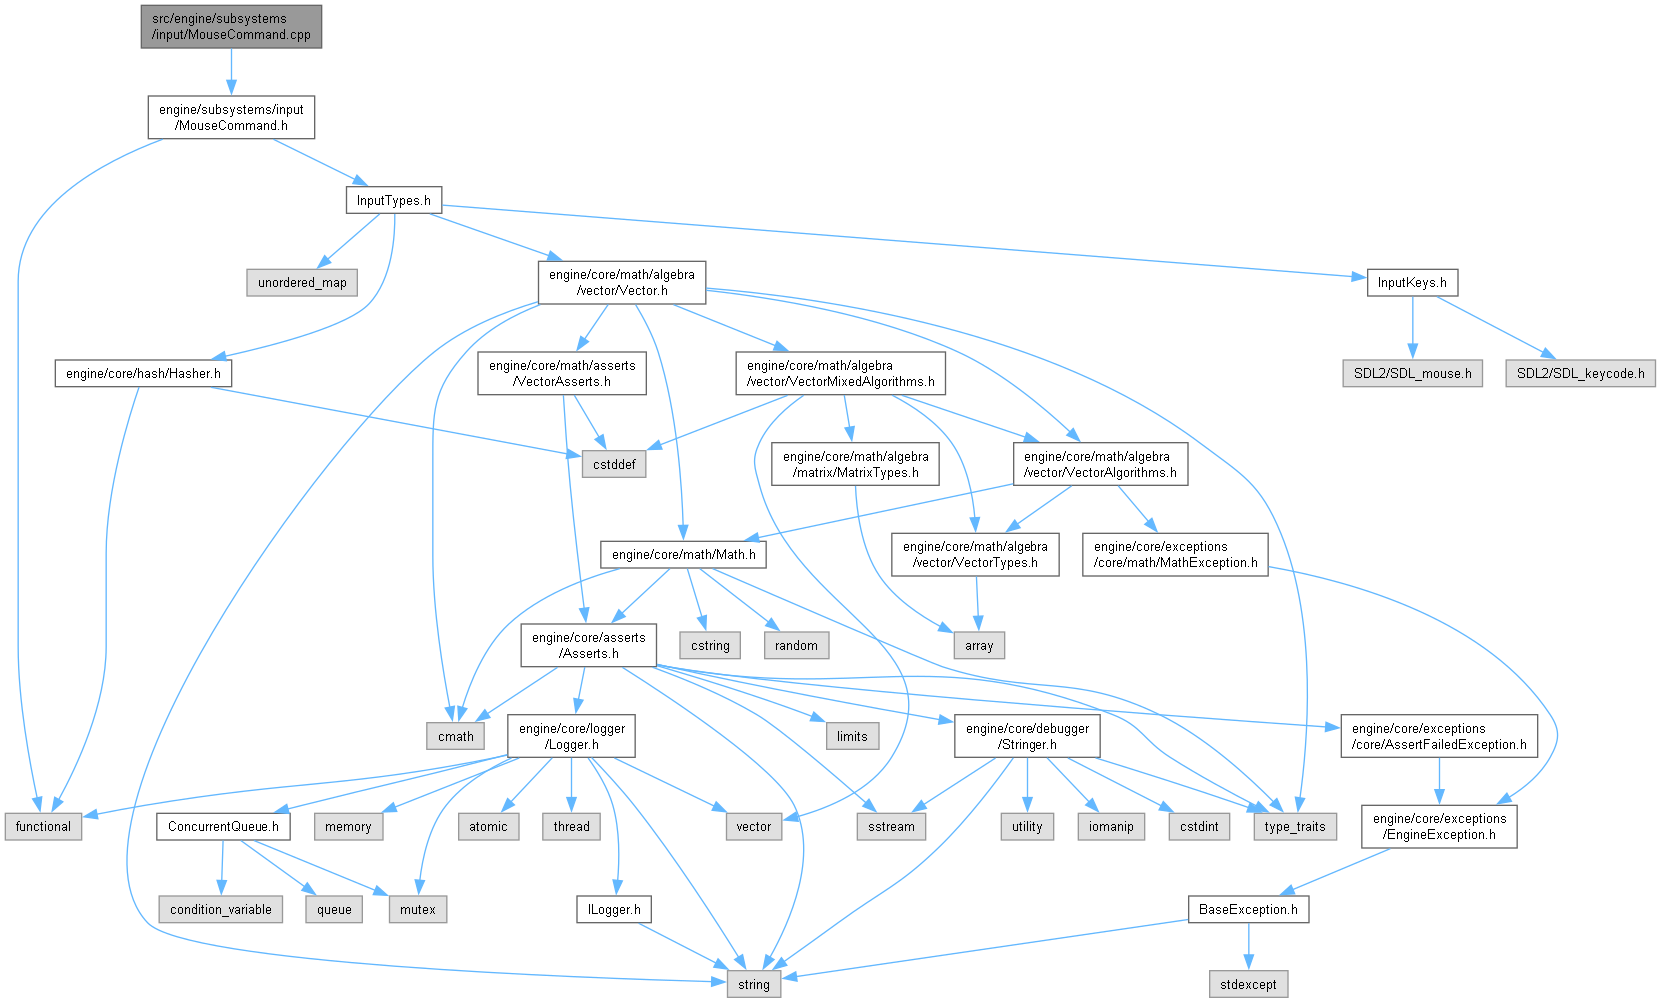 src/engine/subsystems
/input/MouseCommand.cpp
engine/subsystems/input
/MouseCommand.h
InputTypes.h
unordered_map
engine/core/math/algebra
/vector/Vector.h
InputKeys.h
engine/core/hash/Hasher.h
engine/core/math/asserts
/VectorAsserts.h
engine/core/math/algebra
/vector/VectorMixedAlgorithms.h
SDL2/SDL_mouse.h
SDL2/SDL_keycode.h
cstddef
engine/core/math/algebra
/matrix/MatrixTypes.h
engine/core/math/algebra
/vector/VectorAlgorithms.h
engine/core/math/Math.h
engine/core/math/algebra
/vector/VectorTypes.h
engine/core/exceptions
/core/math/MathException.h
engine/core/asserts
/Asserts.h
cstring
random
array
cmath
engine/core/logger
/Logger.h
limits
engine/core/debugger
/Stringer.h
engine/core/exceptions
/core/AssertFailedException.h
functional
ConcurrentQueue.h
memory
atomic
thread
vector
sstream
utility
iomanip
cstdint
type_traits
engine/core/exceptions
/EngineException.h
condition_variable
queue
mutex
ILogger.h
BaseException.h
string
stdexcept